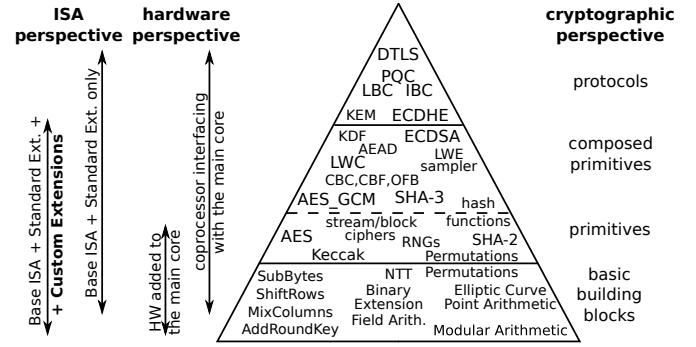 ISA
perspective
hardware
perspective
cryptographic
perspective
Base ISA + Standard Ext. +
+ Custom Extensions
Base ISA + Standard Ext. only
HW added to
the main core
coprocessor interfacing
with the main core
DTLS
PQC
LBC IBC
KEM ECDHE
KDF ECDSA
AEAD
LWC LWE
sampler
CBC,CBF,OFB
AES_GCM SHA-3 hash
stream/block functions
AES ciphers RNGs SHA-2
Keccak Permutations
SubBytes NTT Permutations
ShiftRows Binary Elliptic Curve
MixColumns Extension Point Arithmetic
AddRoundKey Field Arith. Modular Arithmetic
protocols
composed
primitives
primitives
basic
building
blocks